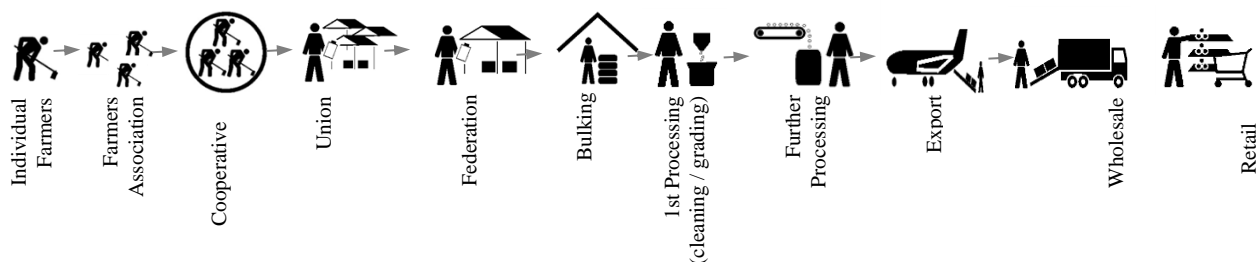 Individual
Farmers
Farmers
Association
Cooperative
Union
Federation
Bulking
1st Processing
(cleaning / grading)
Further
Processing
Export
Wholesale
Retail